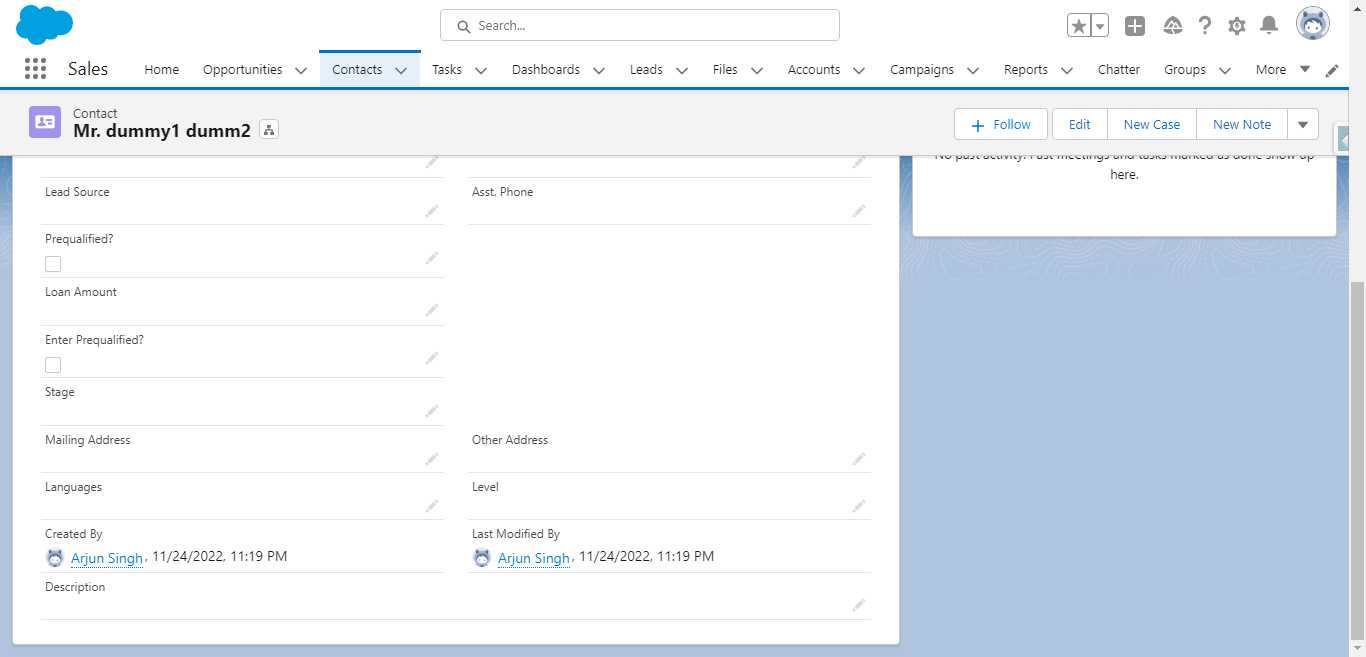 Search...
Sales
Home
Opportunities
Contacts
Tasks
Dashboards
Leads
Files
Accounts
Campaigns
Reports
Chatter
Groups
More
Contact
Mr. dummy1 dumm2
Follow
Edit
New Case
New Note
No past activity. Past meetings and tasks marked as done show up
here.
Lead Source
Asst. Phone
Prequalified?
Loan Amount
Enter Prequalified?
Stage
Mailing Address
Other Address
Languages
Level
Created By
Arjun Singh, 11/24/2022, 11:19 PM
Last Modified By
Arjun Singh, 11/24/2022, 11:19 PM
Description